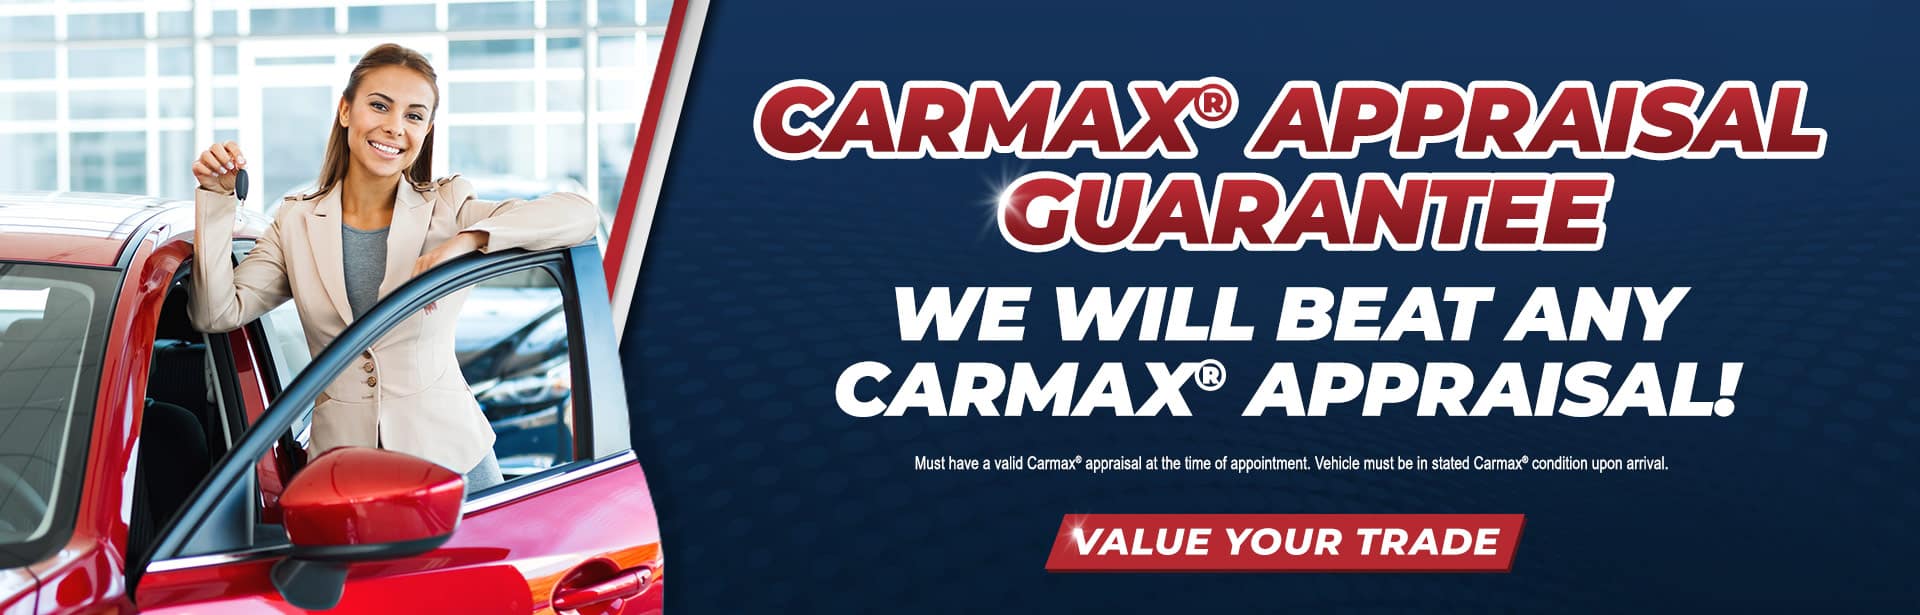 CARMAX® APPRAISAL
GUARANTEE
WE WILL BEAT ANY
CARMAX® APPRAISAL!
Must have a valid Carmax® appraisal at the time of appointment. Vehicle must be in stated Carmax® condition upon arrival.
VALUE YOUR TRADE